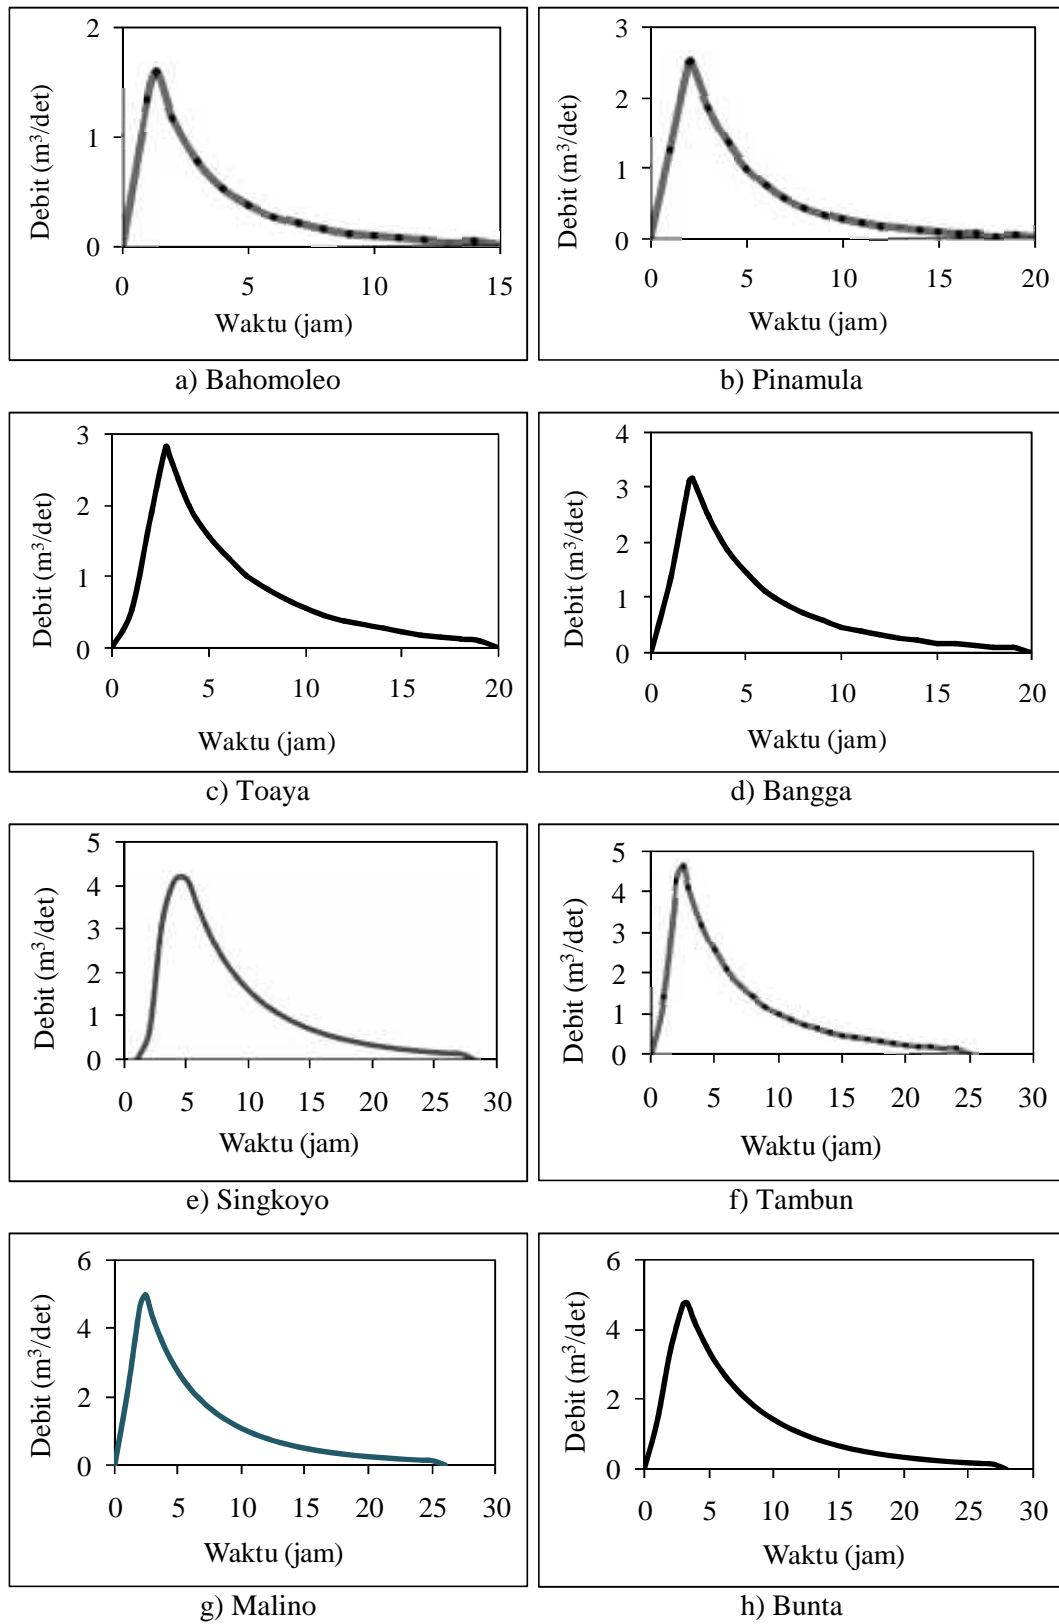 2
1
0
0 5 10 15
Debit (m³/det)
Waktu (jam)
a) Bahomoleo
3
2
1
0
0 5 10 15 20
Debit (m³/det)
Waktu (jam)
b) Pinamula
3
2
1
0
0 5 10 15 20
Debit (m³/det)
Waktu (jam)
c) Toaya
4
3
2
1
0
0 5 10 15 20
Debit (m³/det)
Waktu (jam)
d) Bangga
5
4
3
2
1
0
0 5 10 15 20 25 30
Debit (m³/det)
Waktu (jam)
e) Singkoyo
5
4
3
2
1
0
0 5 10 15 20 25 30
Debit (m³/det)
Waktu (jam)
f) Tambun
6
4
2
0
0 5 10 15 20 25 30
Debit (m³/det)
Waktu (jam)
g) Malino
6
4
2
0
0 5 10 15 20 25 30
Debit (m³/det)
Waktu (jam)
h) Bunta